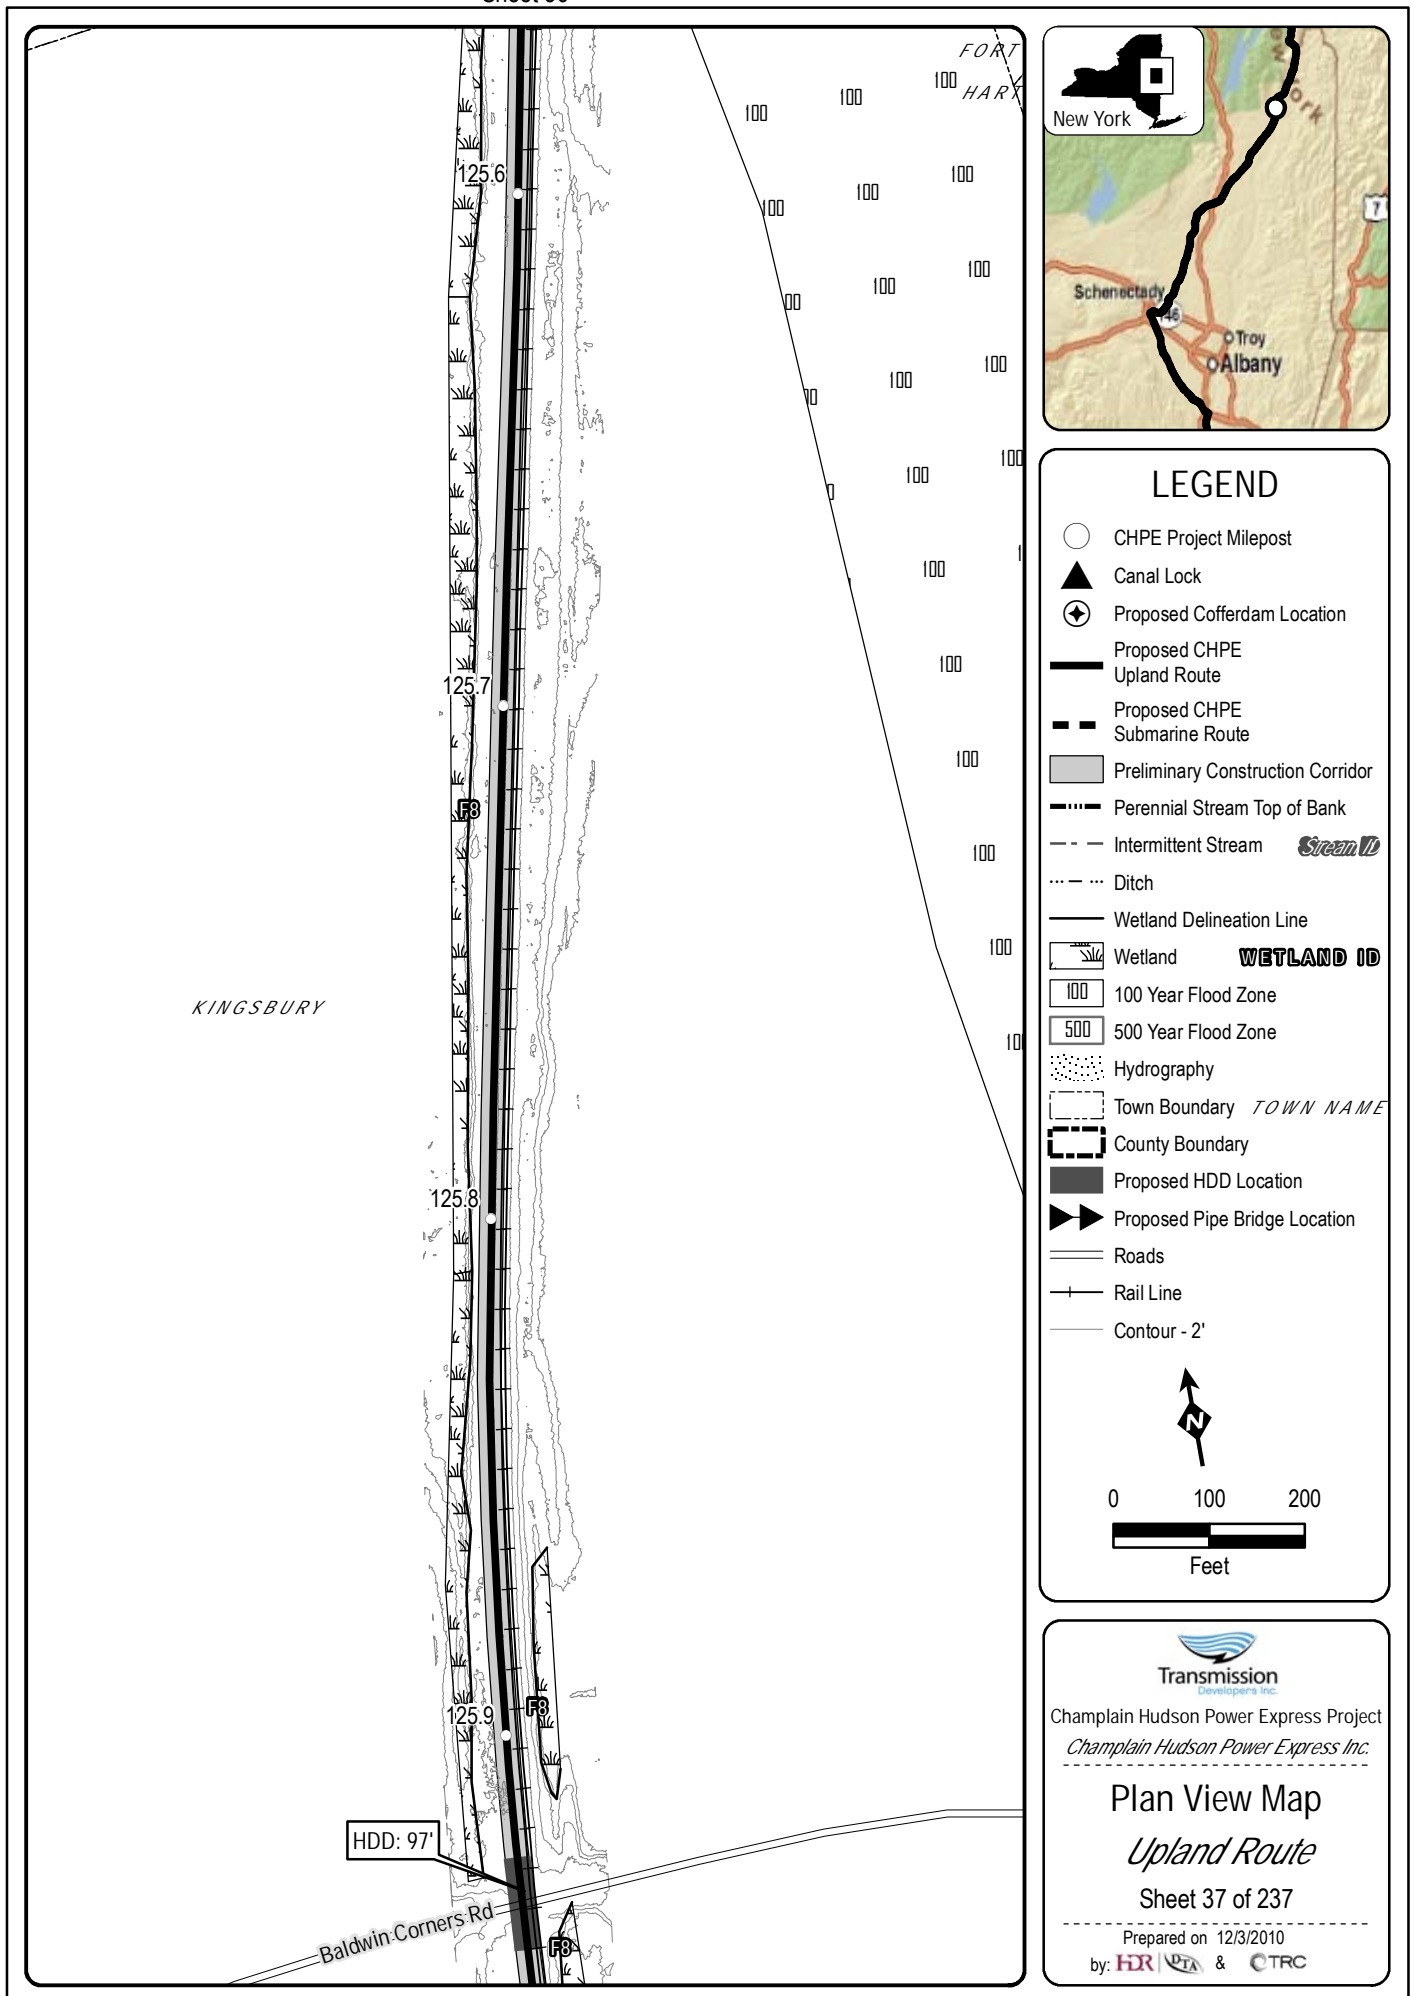 FORT
HART
100 100 100
125.6
100 100 100
100 100
100 100
100 100
100
100
125.7
100
100
F8
100
100
KINGSBURY
125.8
125.9
F8
HDD: 97'
Baldwin Corners Rd
F8
New York
New York
7
Schenectady
146
Troy
Albany
LEGEND
CHPE Project Milepost
Canal Lock
Proposed Cofferdam Location
Proposed CHPE
Upland Route
Proposed CHPE
Submarine Route
Preliminary Construction Corridor
Perennial Stream Top of Bank
Intermittent Stream Stream ID
Ditch
Wetland Delineation Line
Wetland WETLAND ID
100 100 Year Flood Zone
500 500 Year Flood Zone
Hydrography
Town Boundary TOWN NAME
County Boundary
Proposed HDD Location
Proposed Pipe Bridge Location
Roads
Rail Line
Contour - 2'
N
0 100 200
Feet
Transmission
Developers Inc.
Champlain Hudson Power Express Project
Champlain Hudson Power Express Inc.
Plan View Map
Upland Route
Sheet 37 of 237
Prepared on 12/3/2010
by: HDR DTA & TRC